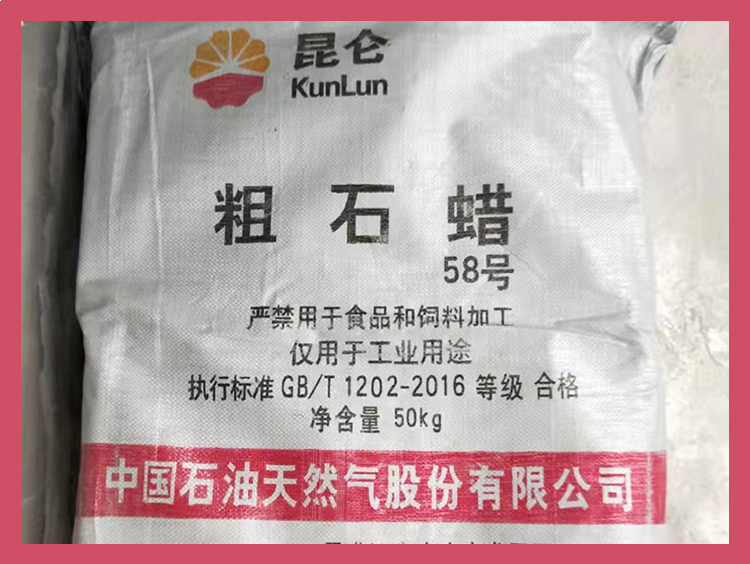 昆仑
KunLun
粗石蜡
58号
严禁用于食品和饲料加工
仅用于工业用途
执行标准 GB/T 1202-2016 等级 合格
净含量 50kg
中国石油天然气股份有限公司